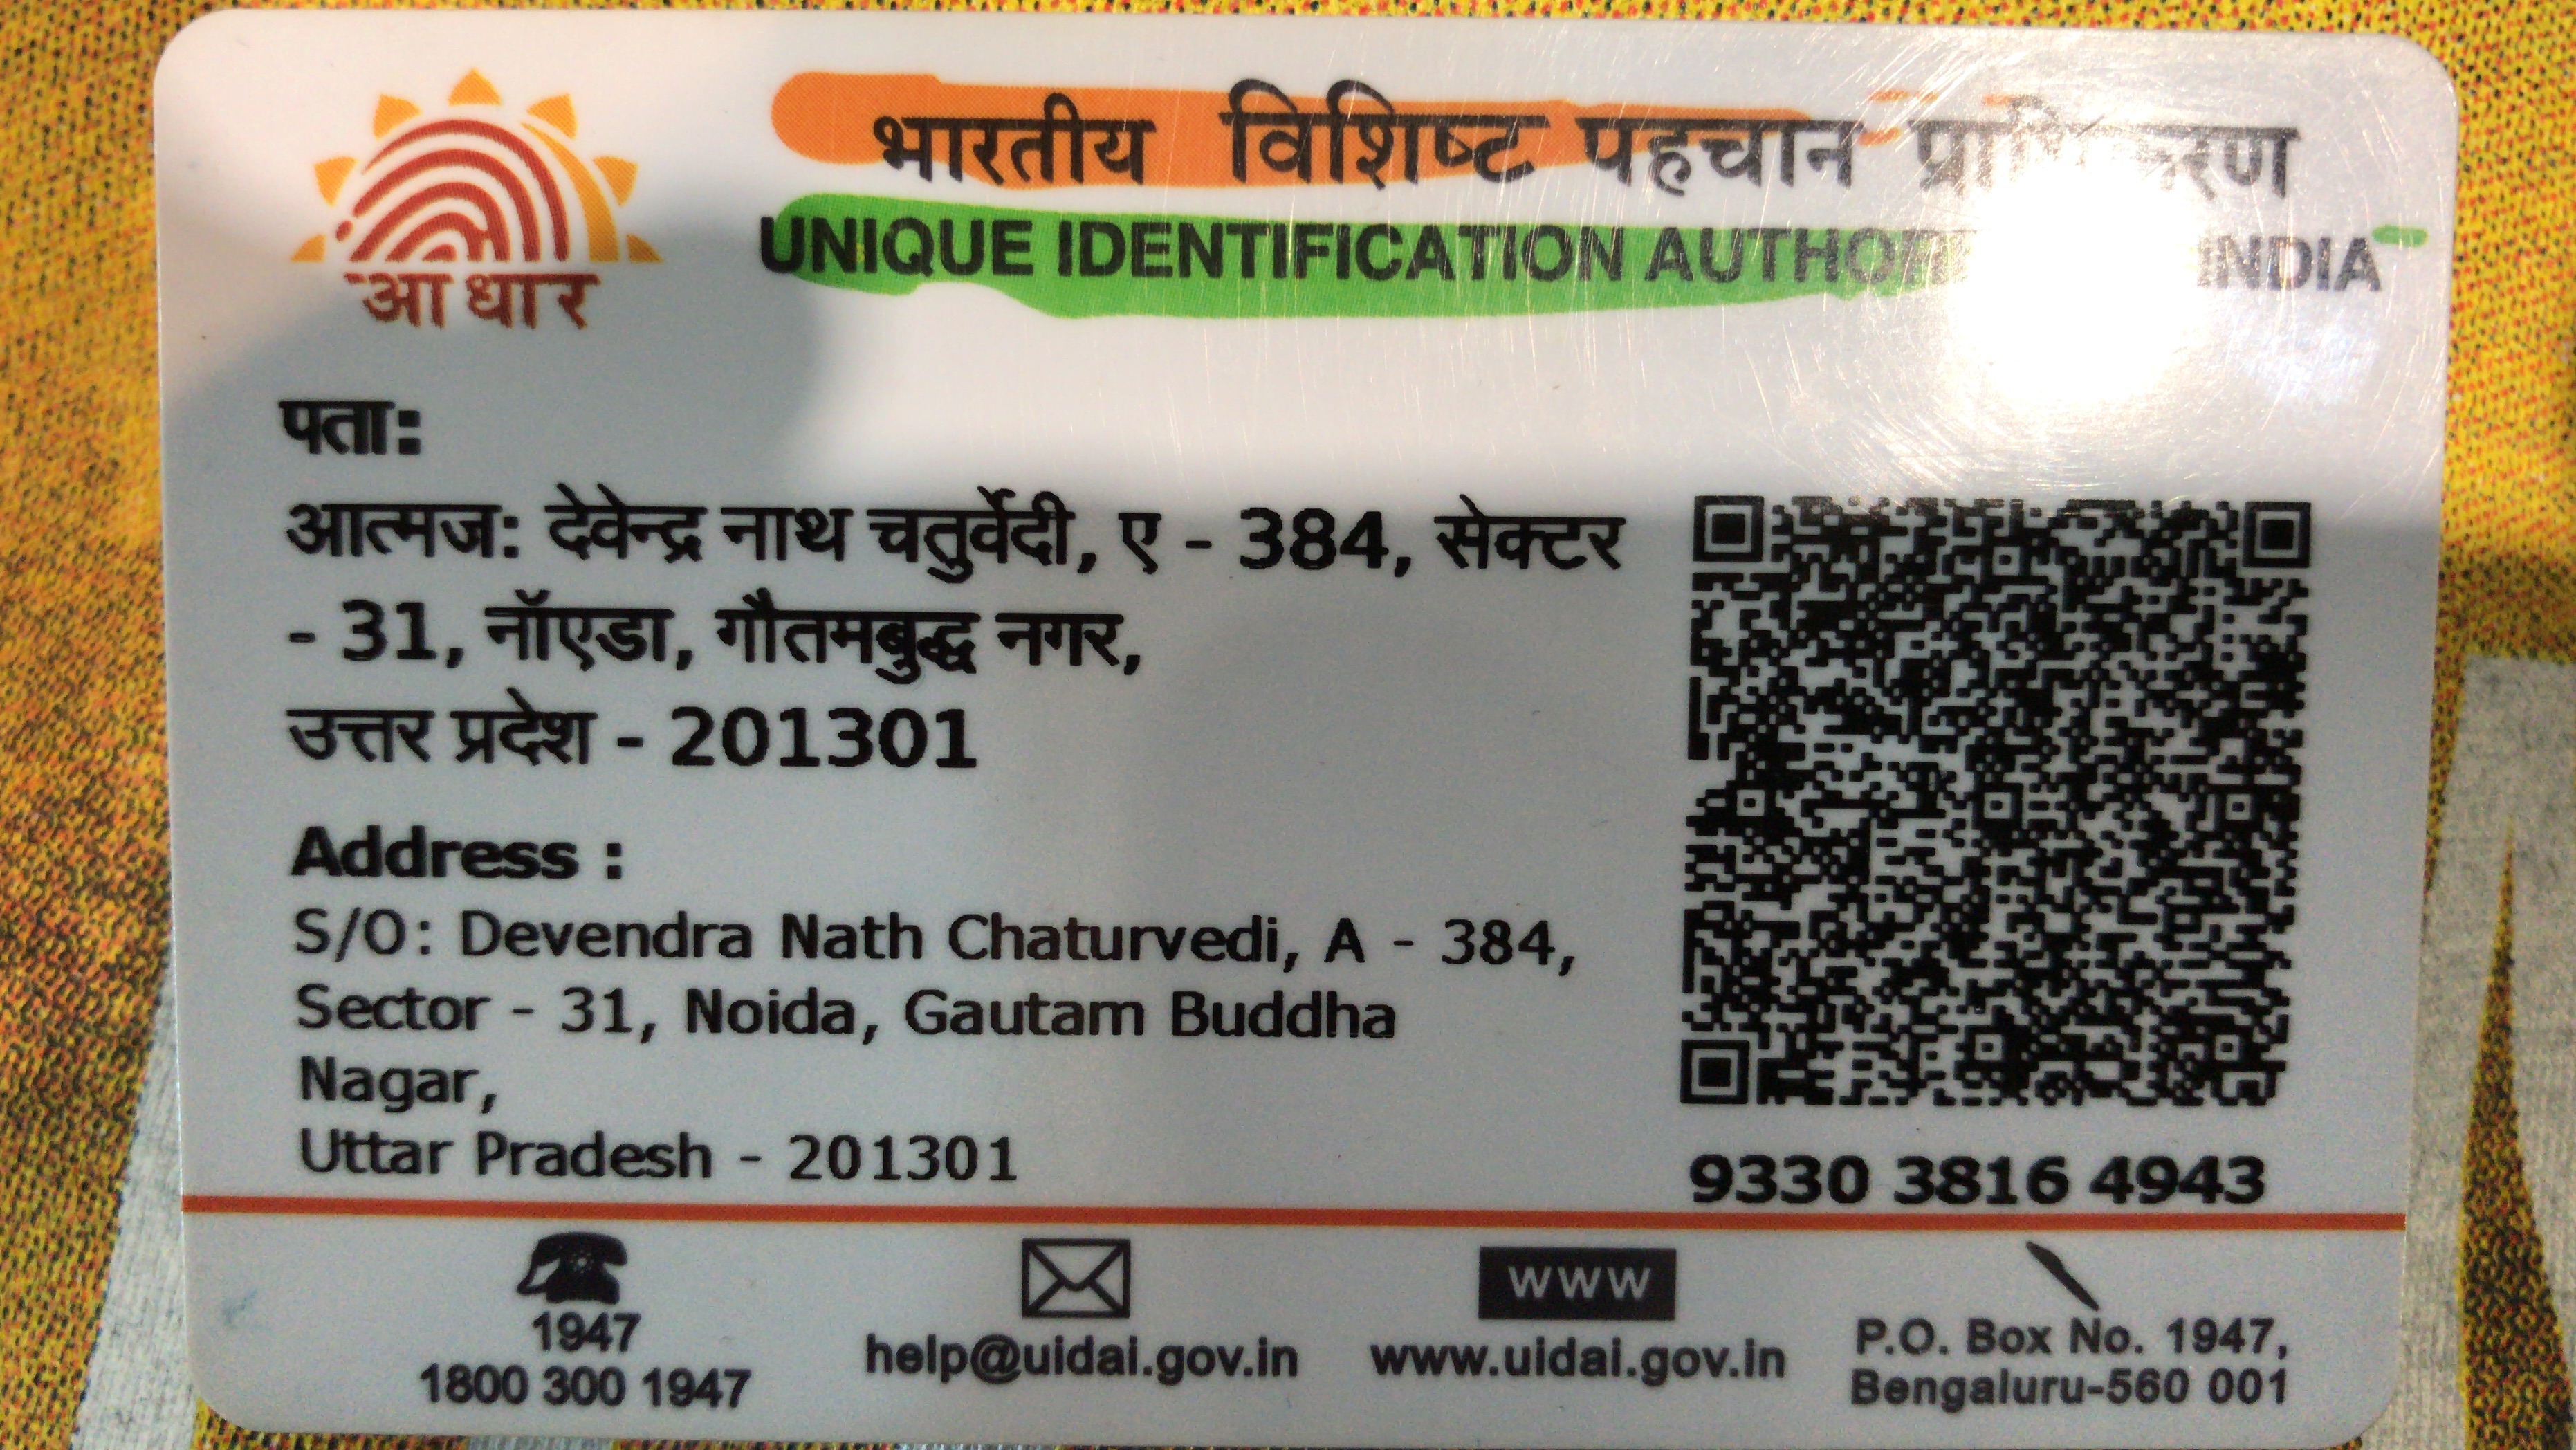 आधार
भारतीय विशिष्ट पहचान
UNIQUE IDENTIFICATION INDIA
पता:
आत्मज: देवेन्द्र नाथ चतुर्वेदी, ए - 384, सेक्टर
- 31, नॉएडा, गौतमबुद्ध नगर,
उत्तर प्रदेश - 201301
Address :
S/O: Devendra Nath Chaturvedi, A - 384,
Sector - 31, Noida, Gautam Buddha
Nagar,
Uttar Pradesh - 201301
9330 3816 4943
1947
1800 300 1947
help@uidai.gov.in
WWW
www.uidai.gov.in
P.O. Box No. 1947,
Bengaluru-560 001